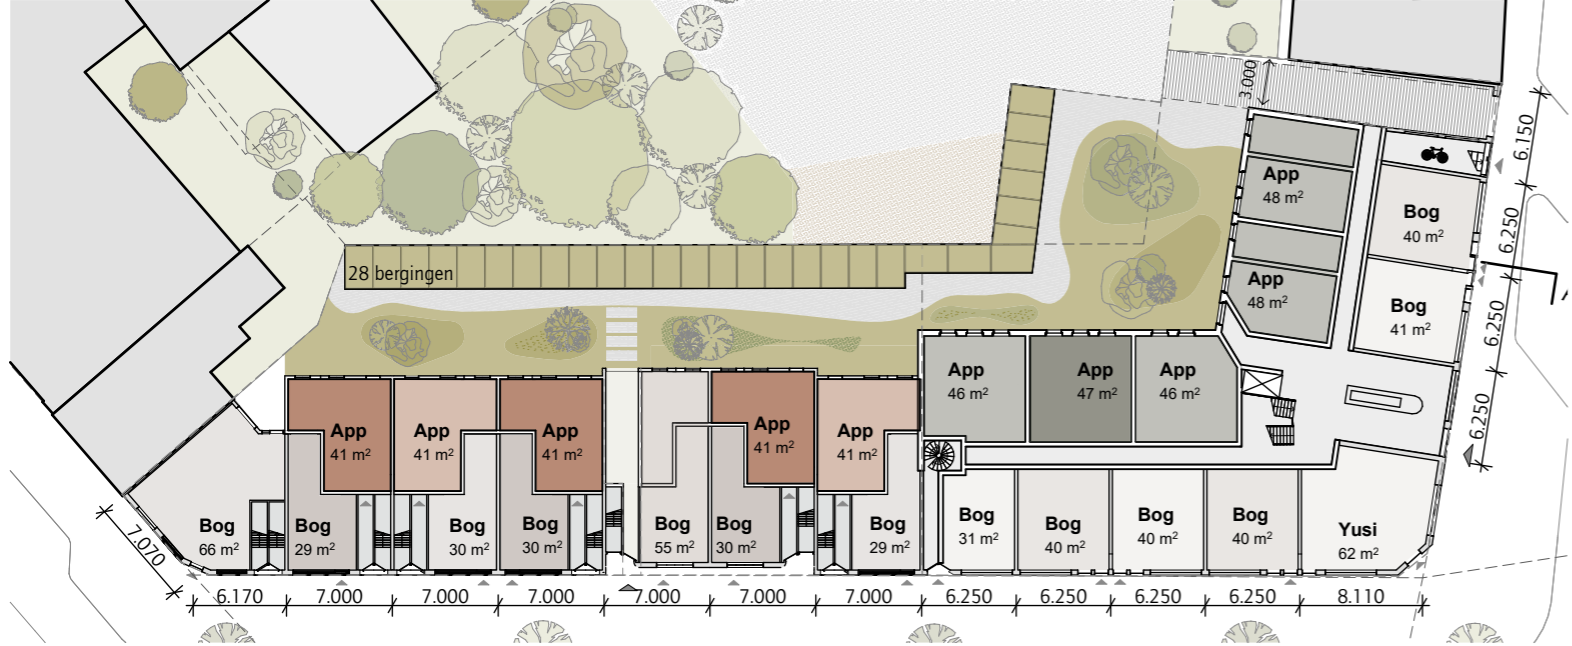 3.000
6.150
App
48 m²
Bog
40 m²
6.250
28 bergingen
App
48 m²
Bog
41 m²
6.250
App
46 m²
App
47 m²
App
46 m²
6.250
App
41 m²
App
41 m²
App
41 m²
App
41 m²
App
41 m²
Bog
66 m²
Bog
29 m²
Bog
30 m²
Bog
30 m²
Bog
55 m²
Bog
30 m²
Bog
29 m²
Bog
31 m²
Bog
40 m²
Bog
40 m²
Bog
40 m²
Yusi
62 m²
7.070
6.170 7.000 7.000 7.000 7.000 7.000 7.000 6.250 6.250 6.250 6.250 8.110